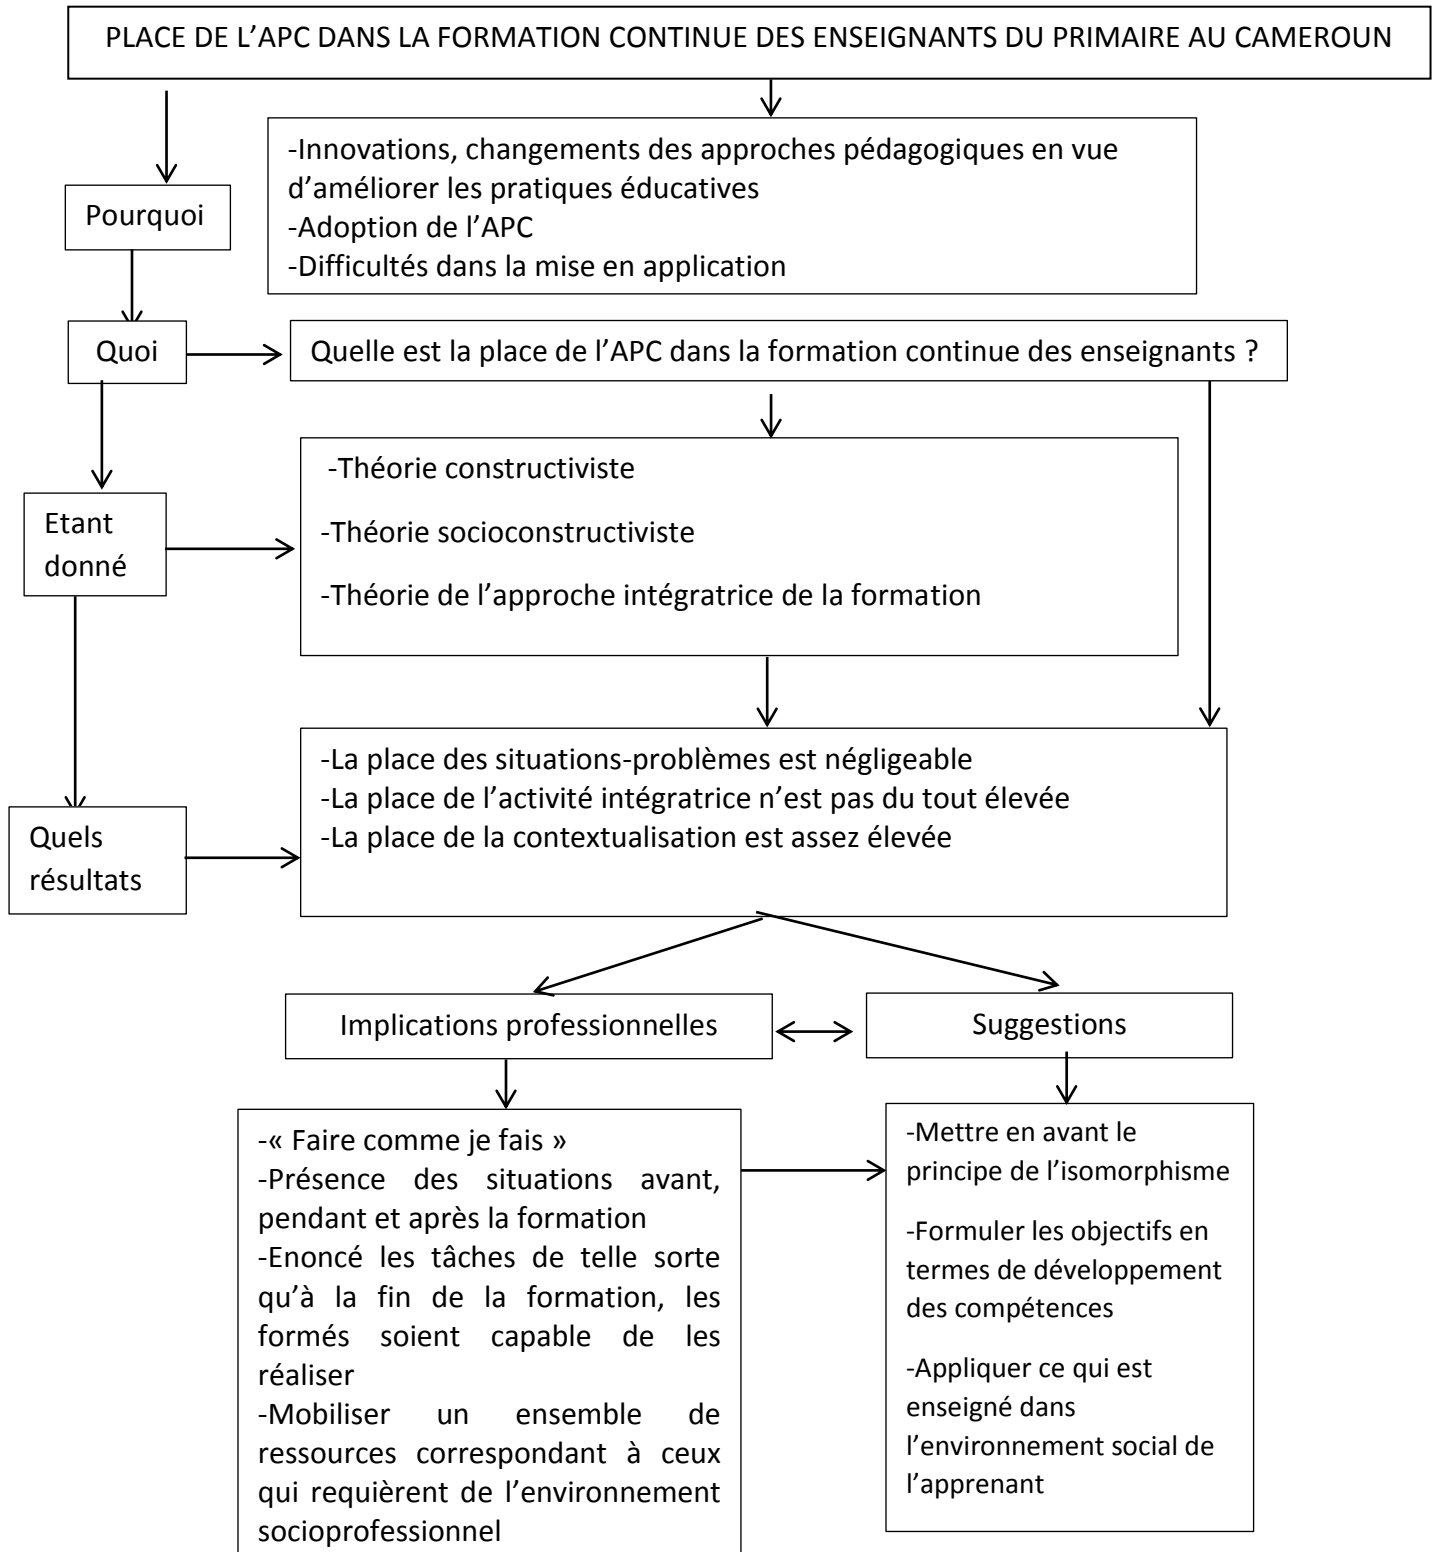 PLACE DE L’APC DANS LA FORMATION CONTINUE DES ENSEIGNANTS DU PRIMAIRE AU CAMEROUN
-Innovations, changements des approches pédagogiques en vue
d’améliorer les pratiques éducatives
-Adoption de l’APC
-Difficultés dans la mise en application
Pourquoi
Quoi
Quelle est la place de l’APC dans la formation continue des enseignants ?
-Théorie constructiviste
-Théorie socioconstructiviste
-Théorie de l’approche intégratrice de la formation
Etant
donné
-La place des situations-problèmes est négligeable
-La place de l’activité intégratrice n’est pas du tout élevée
-La place de la contextualisation est assez élevée
Quels
résultats
Implications professionnelles
Suggestions
-« Faire comme je fais »
-Présence des situations avant,
pendant et après la formation
-Enoncé les tâches de telle sorte
qu’à la fin de la formation, les
formés soient capable de les
réaliser
-Mobiliser un ensemble de
ressources correspondant à ceux
qui requièrent de l’environnement
socioprofessionnel
-Mettre en avant le
principe de l’isomorphisme
-Formuler les objectifs en
termes de développement
des compétences
-Appliquer ce qui est
enseigné dans
l’environnement social de
l’apprenant